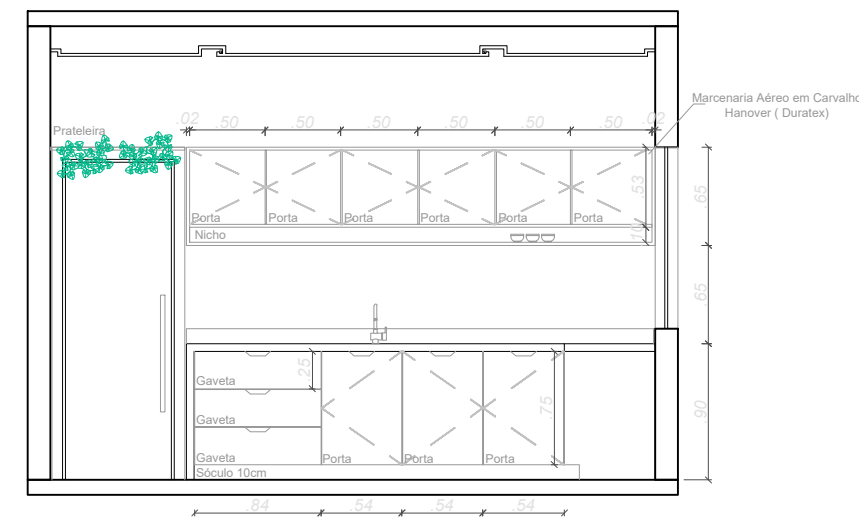 Marcenaria Aéreo em Carvalho
Hanover ( Duratex)
.02 .50 .50 .50 .50 .50 .50 .02
Prateleira
.53
.65
Porta Porta Porta Porta Porta Porta
Nicho
10
.65
25
Gaveta
.75
.90
Gaveta
Gaveta Porta Porta Porta
Sóculo 10cm
.84 .54 .54 .54